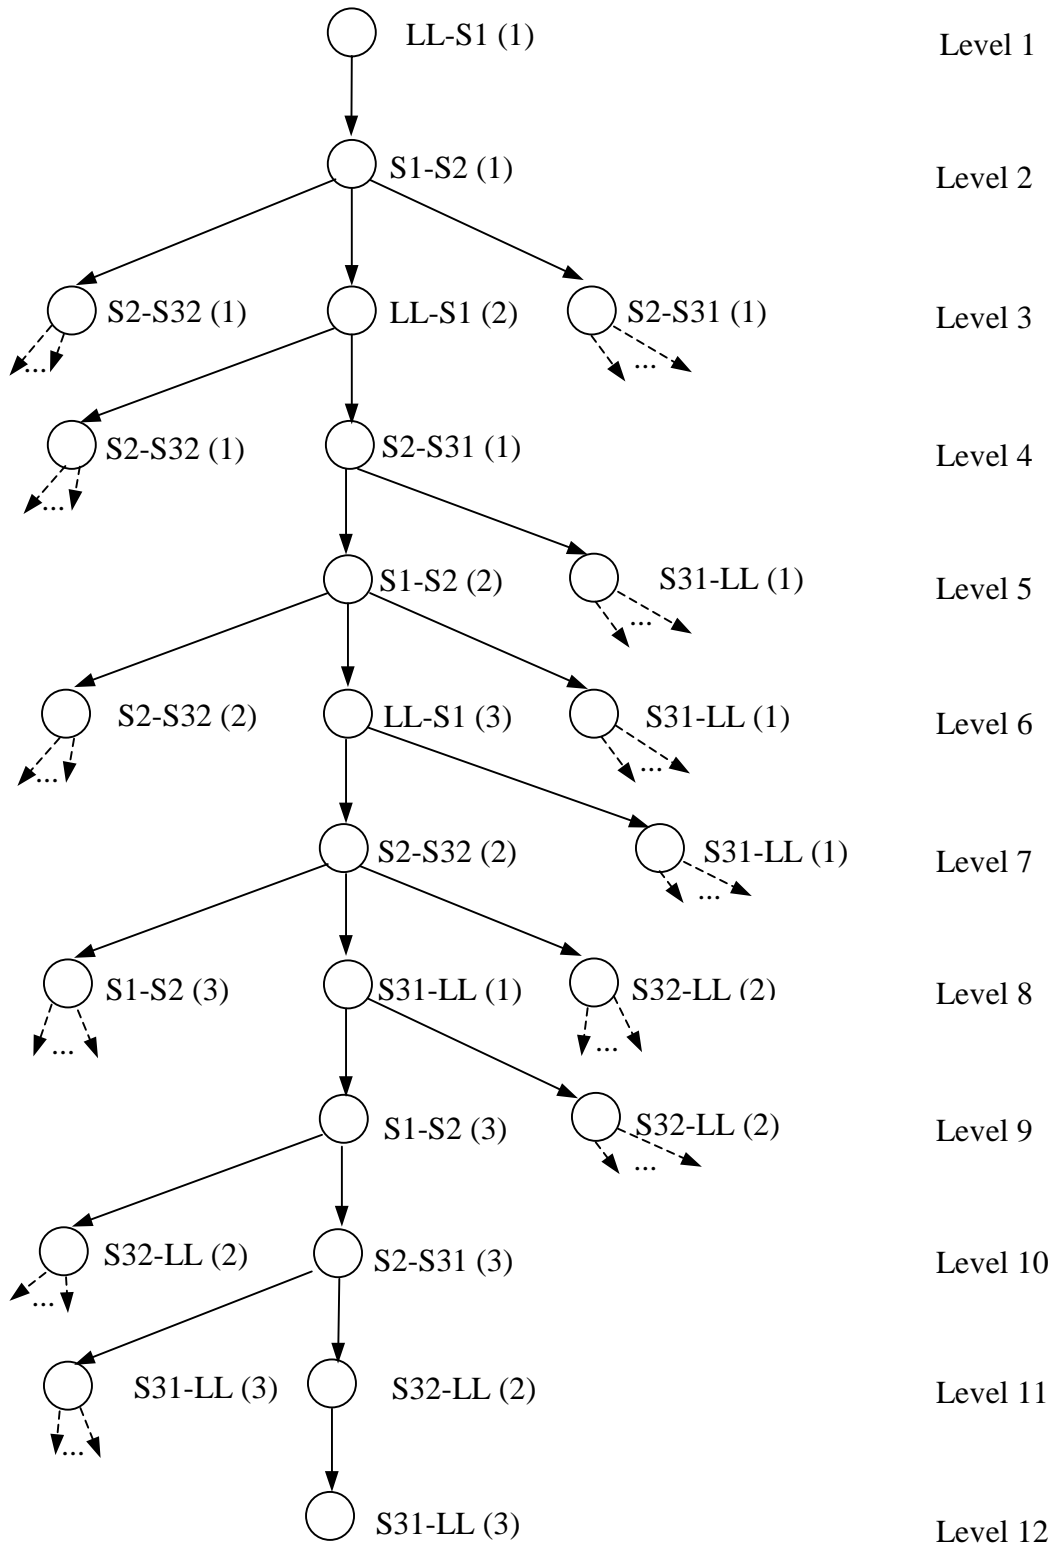 LL-S1 (1) Level 1
S1-S2 (1) Level 2
S2-S32 (1) LL-S1 (2) S2-S31 (1) Level 3
... ...
S2-S32 (1) S2-S31 (1) Level 4
...
S1-S2 (2) S31-LL (1) Level 5
...
S2-S32 (2) LL-S1 (3) S31-LL (1) Level 6
... ...
S2-S32 (2) S31-LL (1) Level 7
...
S1-S2 (3) S31-LL (1) S32-LL (2) Level 8
... ...
S1-S2 (3) S32-LL (2) Level 9
...
S32-LL (2) S2-S31 (3) Level 10
...
S31-LL (3) S32-LL (2) Level 11
...
S31-LL (3) Level 12